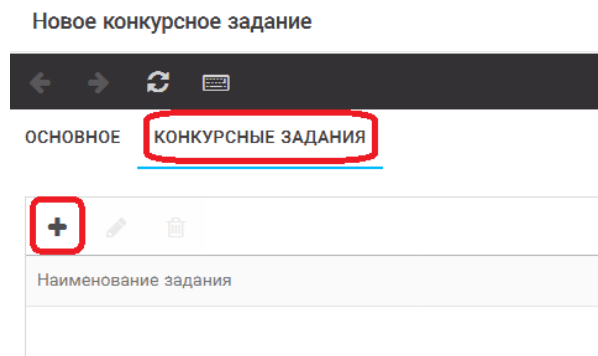 Новое конкурсное задание
ОСНОВНОЕ КОНКУРСНЫЕ ЗАДАНИЯ
Наименование задания